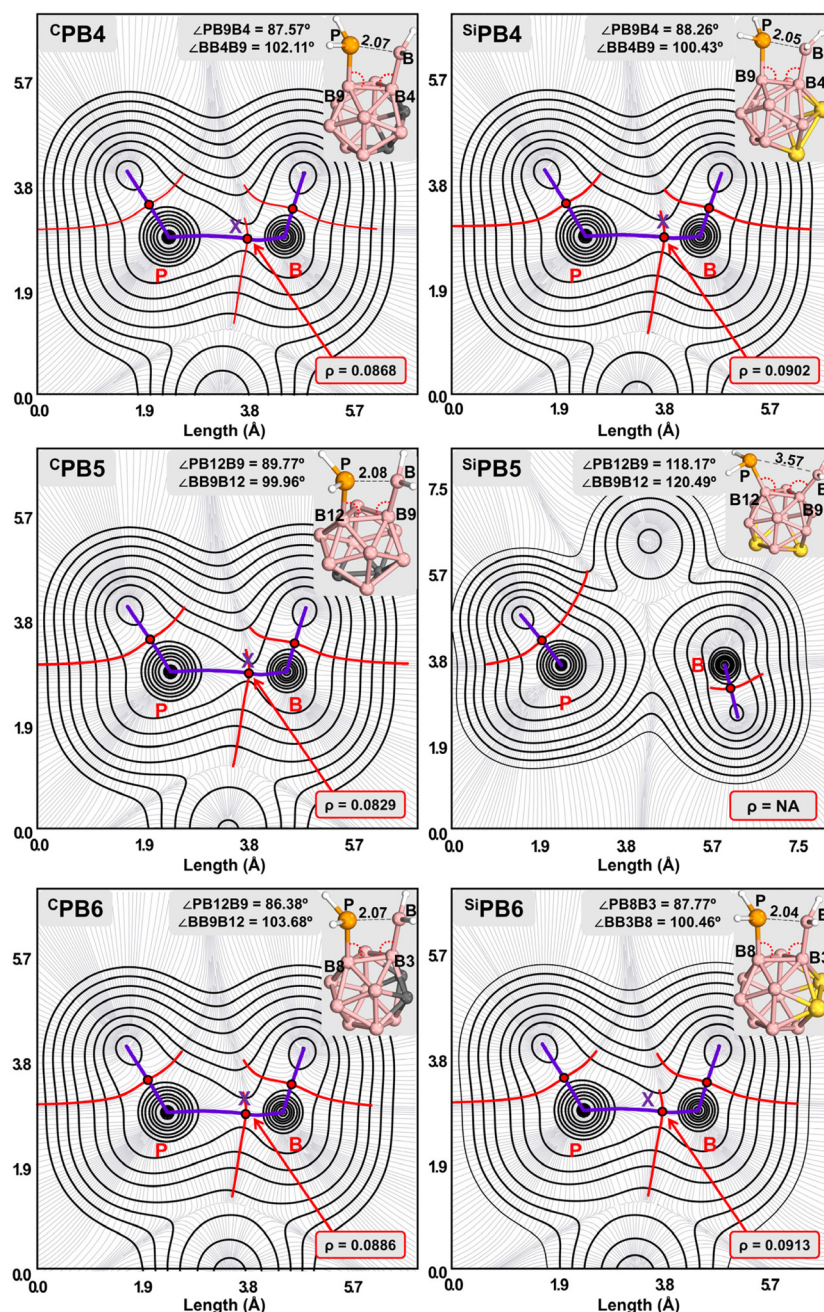 CPB4
∠PB9B4 = 87.57º
∠BB4B9 = 102.11º
P
2.07
B
B9
B4
5.7
3.8
1.9
0.0
X
P
B
ρ = 0.0868
0.0
1.9
3.8
5.7
Length (Å)
SiPB4
∠PB9B4 = 88.26º
∠BB4B9 = 100.43º
P
2.05
B
B9
B4
5.7
3.8
1.9
0.0
X
P
B
ρ = 0.0902
0.0
1.9
3.8
5.7
Length (Å)
CPB5
∠PB12B9 = 89.77º
∠BB9B12 = 99.96º
P
2.08
B
B12
B9
5.7
3.8
1.9
0.0
X
P
B
ρ = 0.0829
0.0
1.9
3.8
5.7
Length (Å)
SiPB5
∠PB12B9 = 118.17º
∠BB9B12 = 120.49º
P
3.57
B
B12
B9
7.5
5.7
3.8
1.9
0.0
P
B
ρ = NA
0.0
1.9
3.8
5.7
7.5
Length (Å)
CPB6
∠PB12B9 = 86.38º
∠BB9B12 = 103.68º
P
2.07
B
B8
B3
5.7
3.8
1.9
0.0
X
P
B
ρ = 0.0886
0.0
1.9
3.8
5.7
Length (Å)
SiPB6
∠PB8B3 = 87.77º
∠BB3B8 = 100.46º
P
2.04
B
B8
B3
5.7
3.8
1.9
0.0
X
P
B
ρ = 0.0913
0.0
1.9
3.8
5.7
Length (Å)